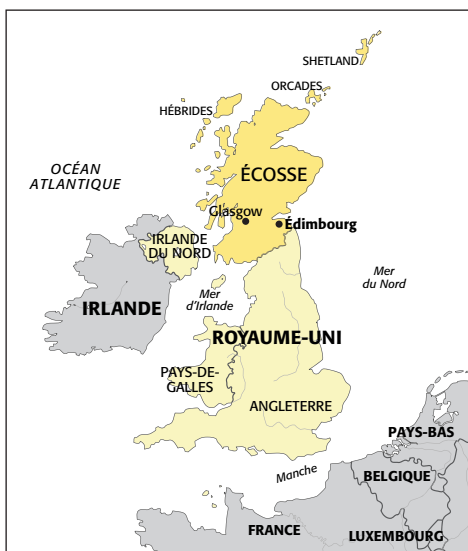 SHETLAND
ORCADES
HÉBRIDES
OCÉAN
ATLANTIQUE
ÉCOSSE
Glasgow
Édimbourg
IRLANDE
DU NORD
Mer
du Nord
Mer
d'Irlande
IRLANDE
ROYAUME-UNI
PAYS-DE-
GALLES
ANGLETERRE
PAYS-BAS
Manche
BELGIQUE
FRANCE
LUXEMBOURG